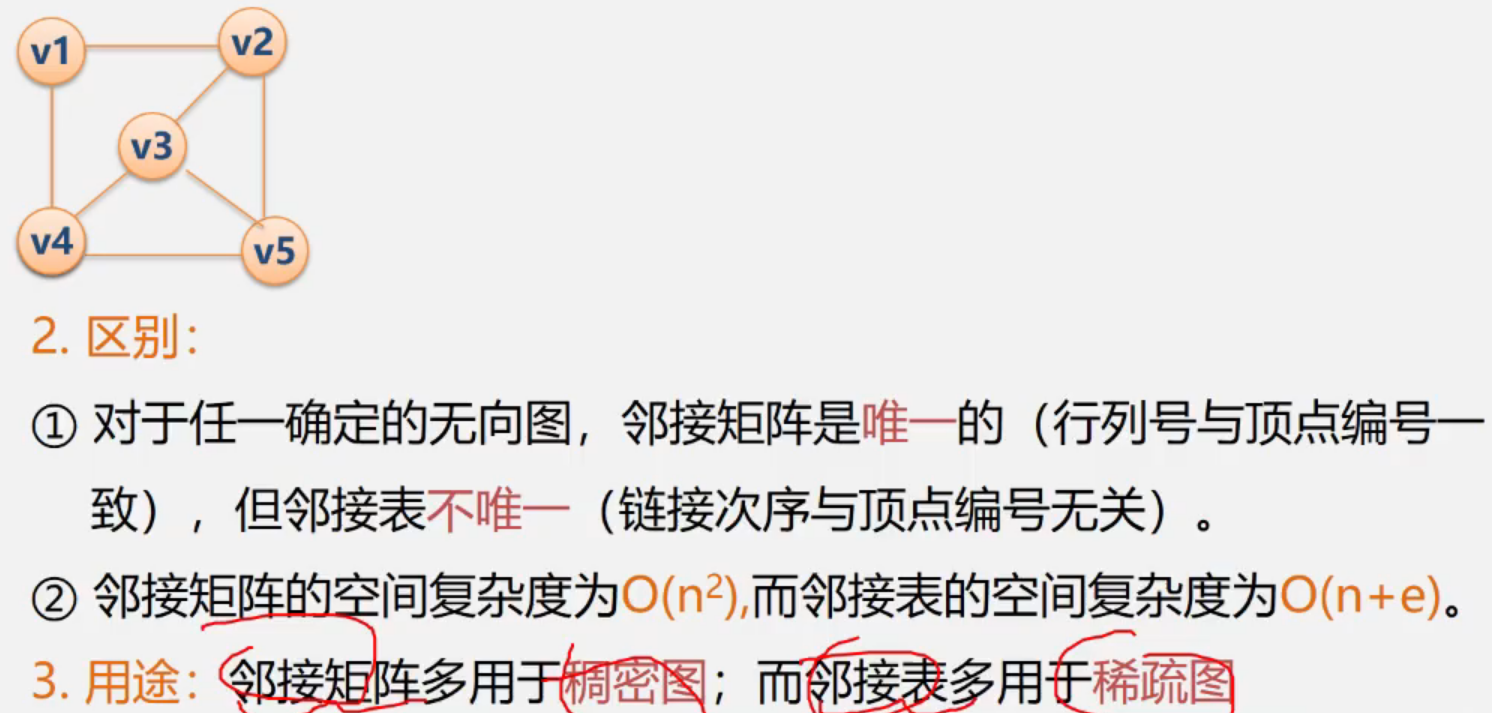 v1
v2
v3
v4
v5
2. 区别：
① 对于任一确定的无向图，邻接矩阵是唯一的（行列号与顶点编号一
致），但邻接表不唯一（链接次序与顶点编号无关）。
② 邻接矩阵的空间复杂度为O(n²),而邻接表的空间复杂度为O(n+e)。
3. 用途：邻接矩阵多用于稠密图；而邻接表多用于稀疏图